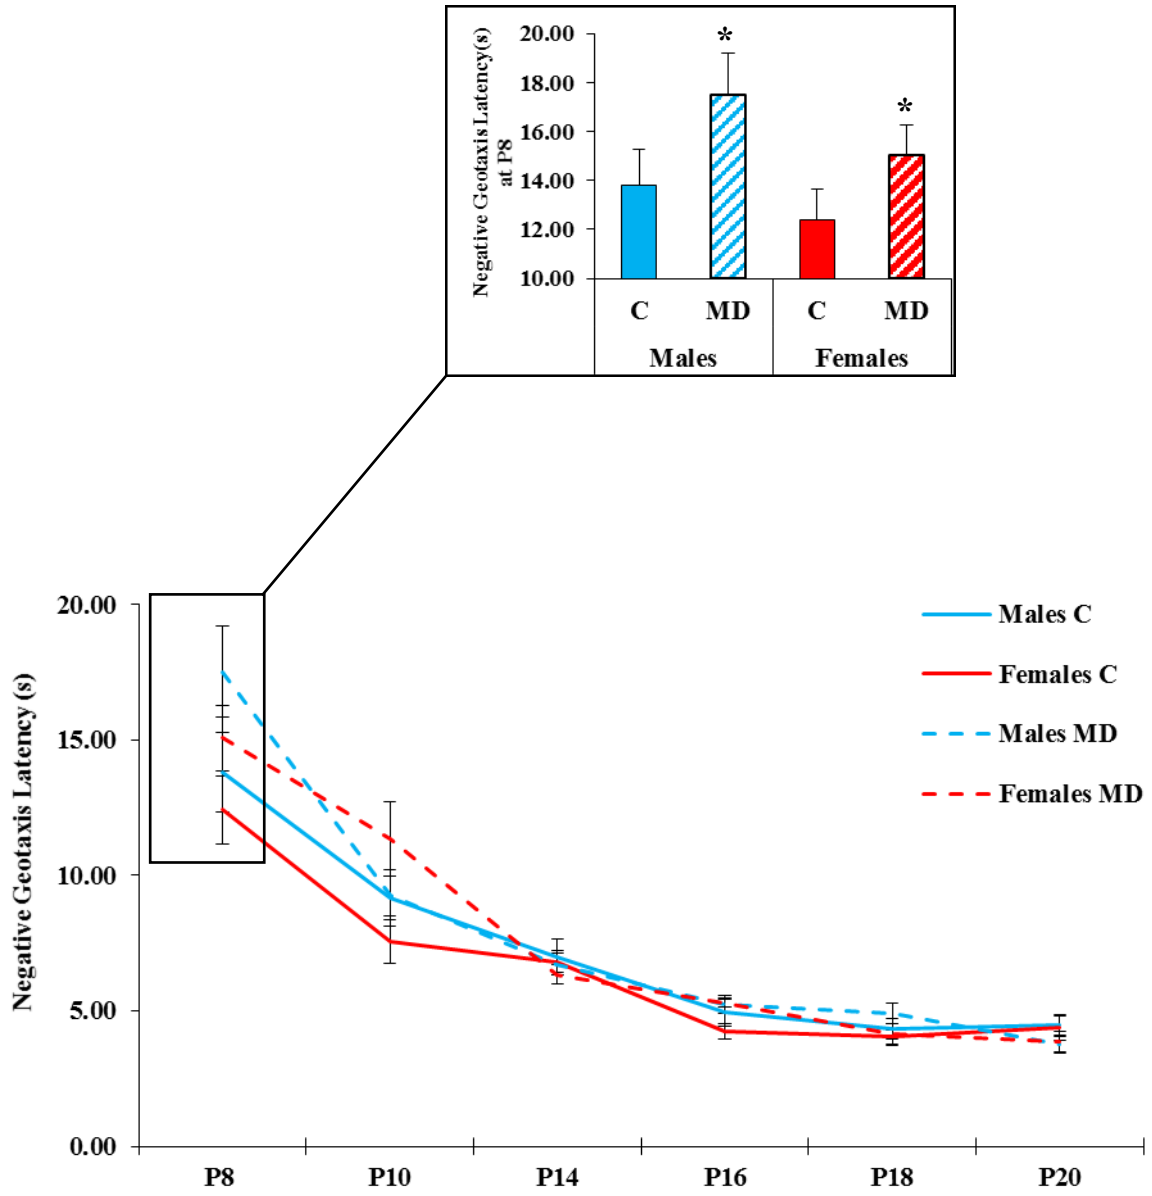 Negative Geotaxis Latency(s)
at P8
20.00
18.00
16.00
14.00
12.00
10.00
*
*
C MD C MD
Males Females
Negative Geotaxis Latency (s)
20.00
15.00
10.00
5.00
0.00
Males C
Females C
Males MD
Females MD
P8 P10 P14 P16 P18 P20